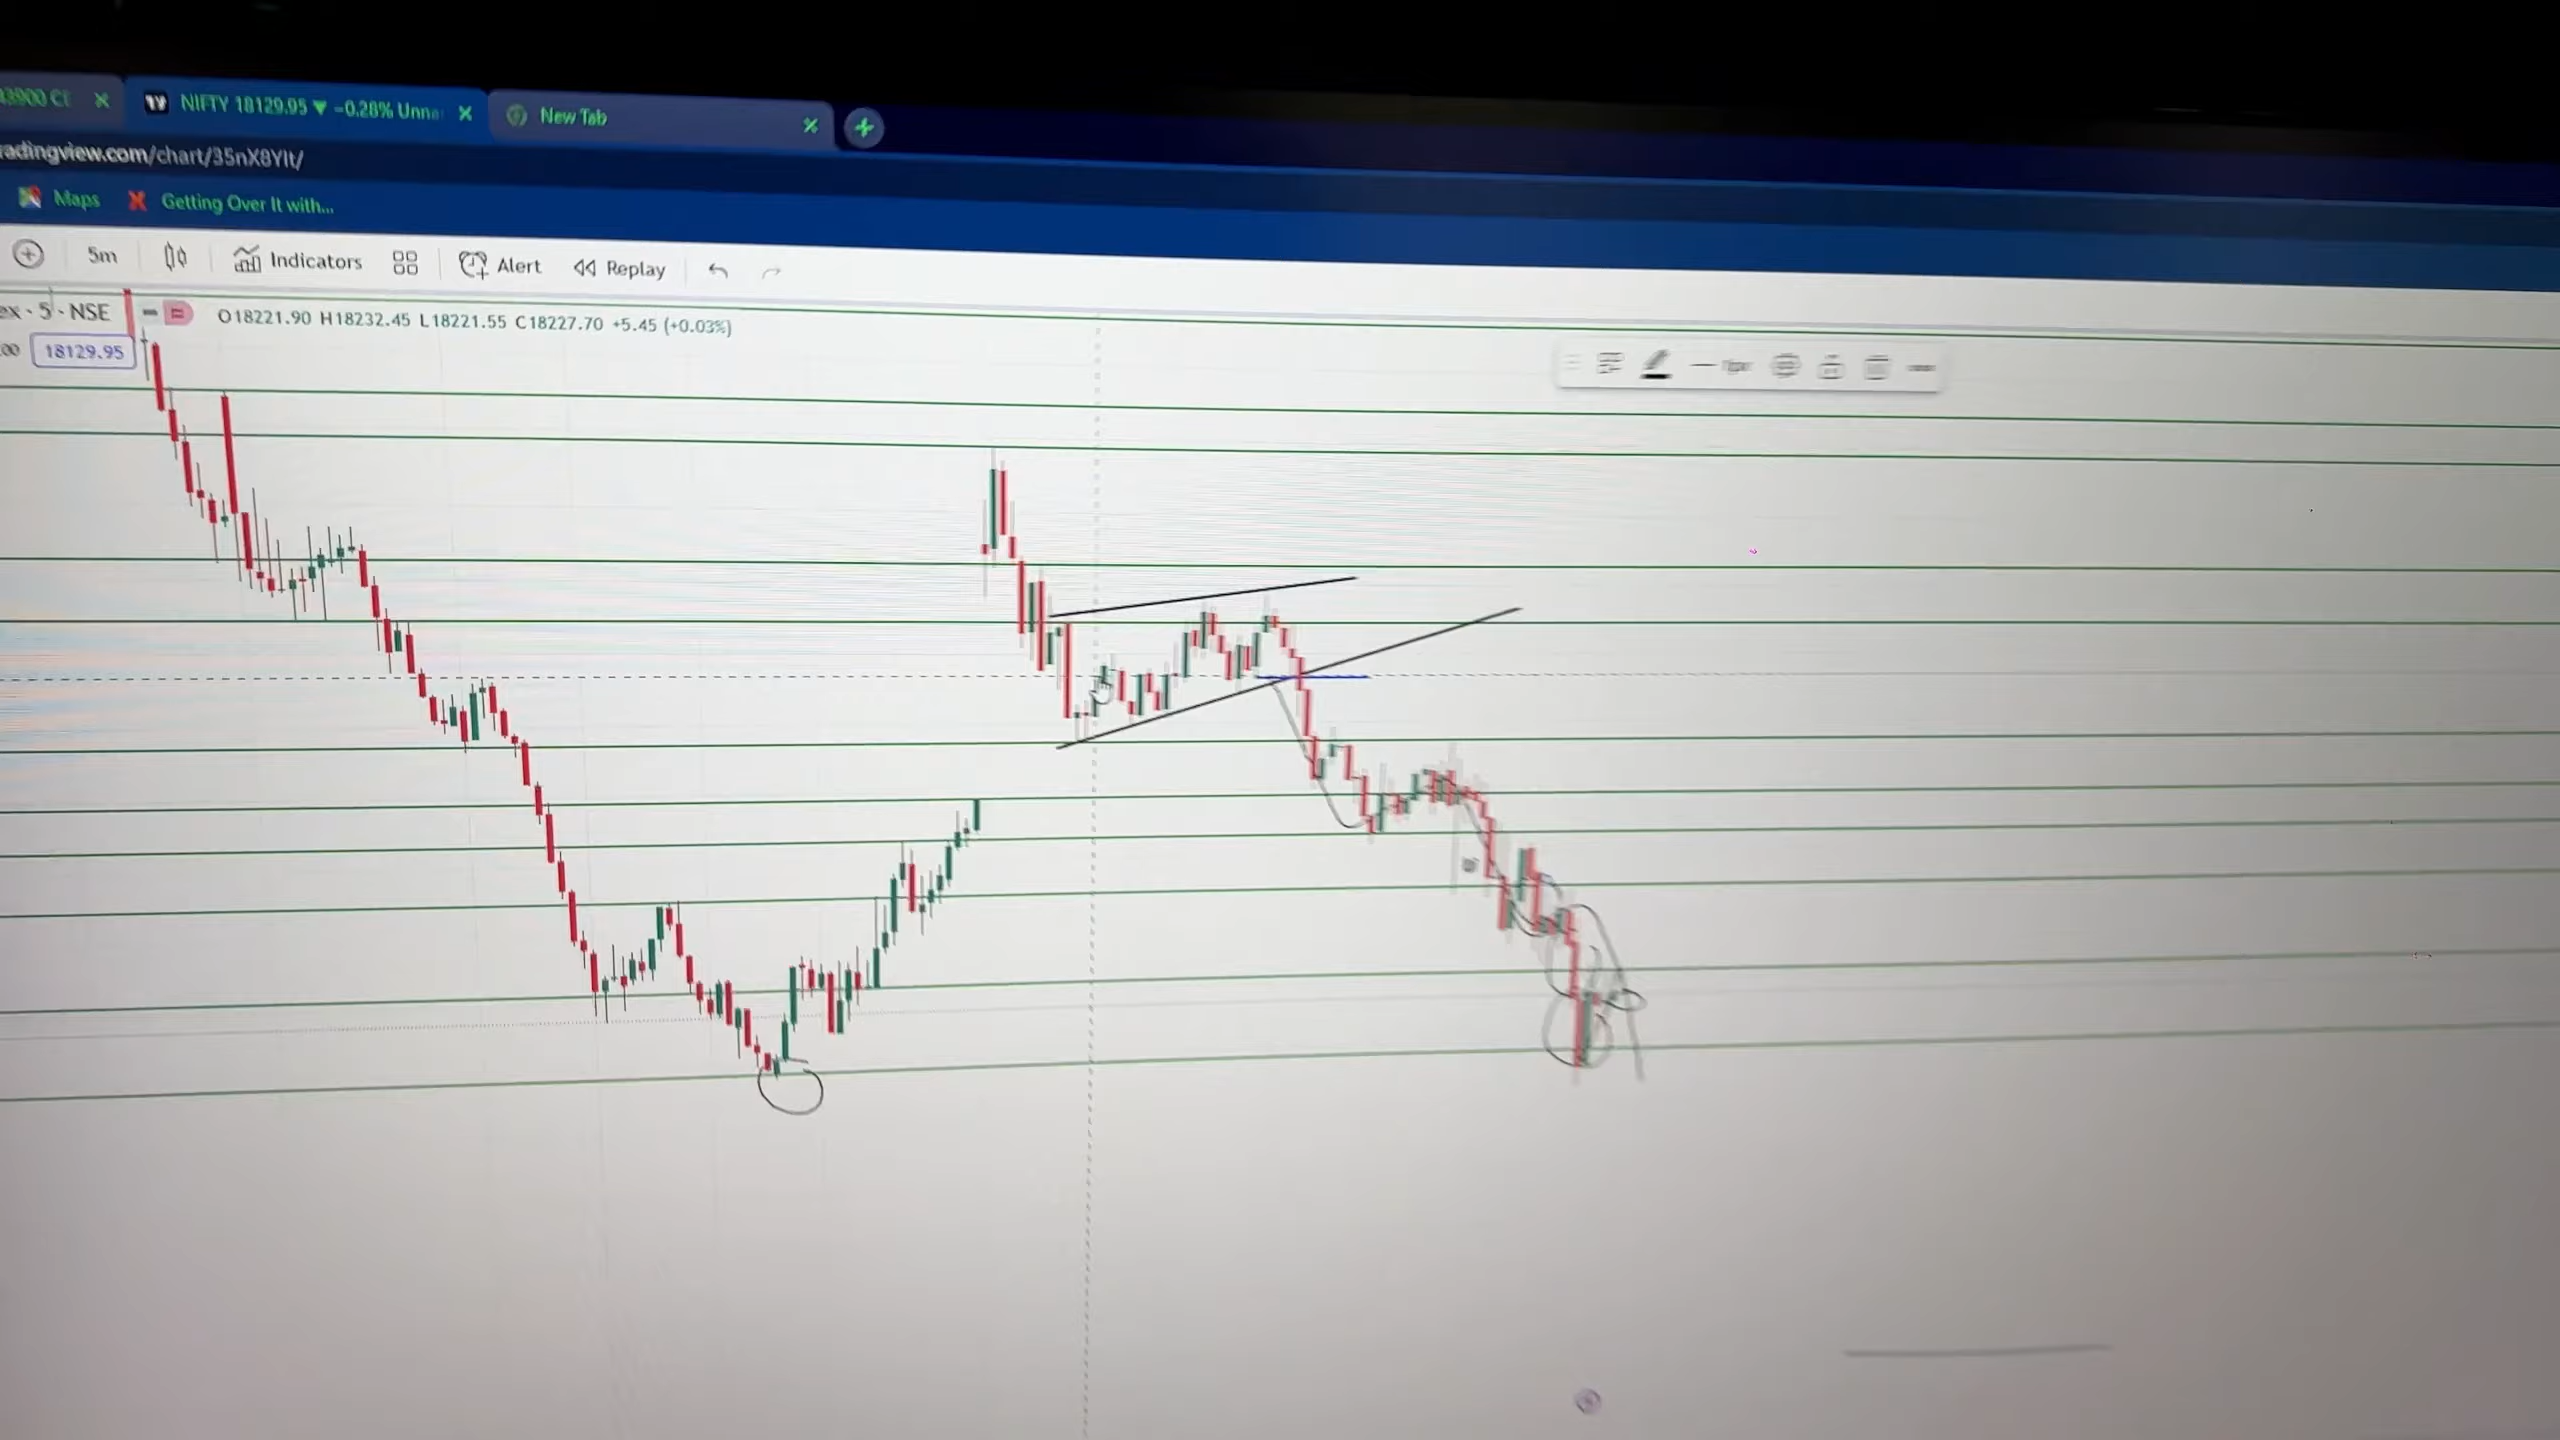 NIFTY 18129.95 ▼ −0.28% Unna
New Tab
adingview.com/chart/35nX8YIt/
Maps
Getting Over It with...
5m
Indicators
Alert
Replay
ex · 5 · NSE
O18221.90 H18232.45 L18221.55 C18227.70 +5.45 (+0.03%)
00
18129.95